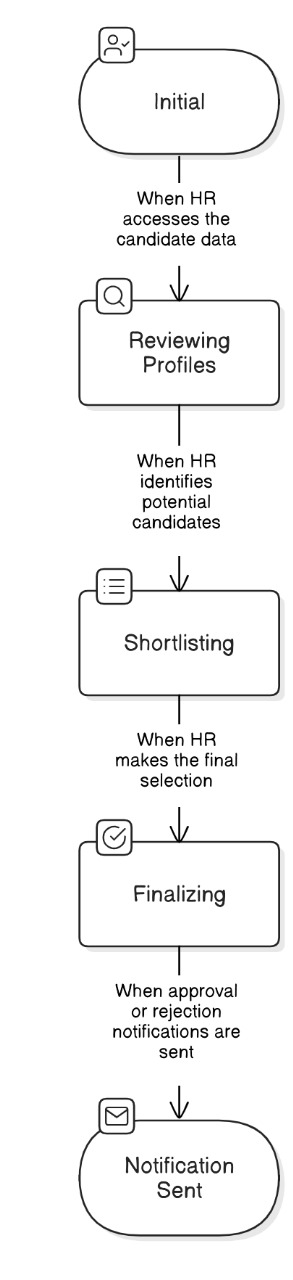 Initial
When HR
accesses the
candidate data
Reviewing
Profiles
When HR
identifies
potential
candidates
Shortlisting
When HR
makes the final
selection
Finalizing
When approval
or rejection
notifications are
sent
Notification
Sent